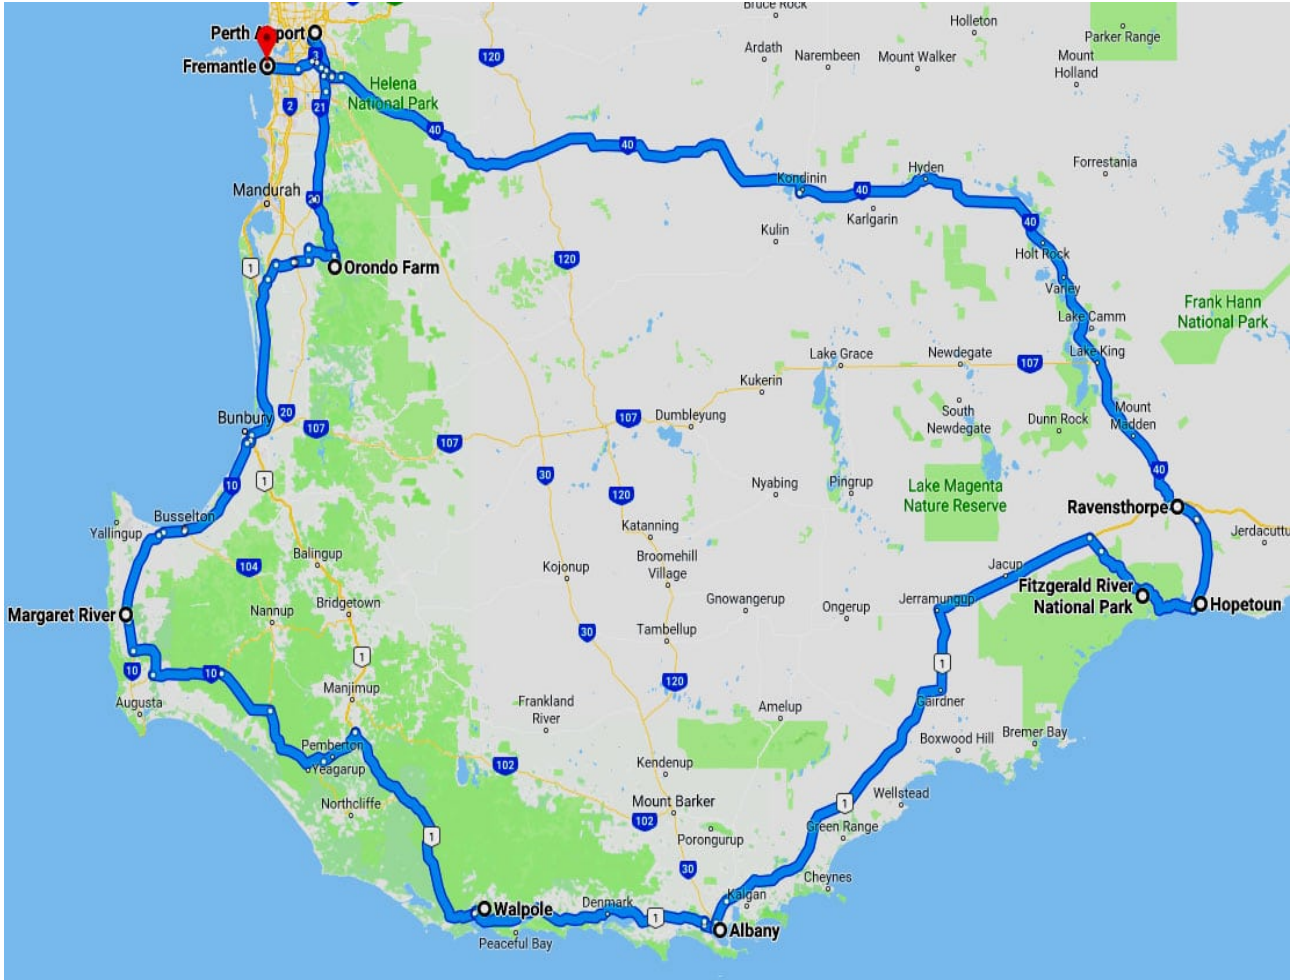 Bruce Rock
Holleton
Parker Range
Perth Airport
Ardath
Narembeen
Mount Walker
Mount
Holland
120
3
Fremantle
Helena
National Park
2
21
40
40
Forrestania
Hyden
Kondinin
40
Mandurah
20
Karlgarin
40
Kulin
Holt Rock
1
Orondo Farm
120
Varley
Frank Hann
National Park
Lake Camm
Lake Grace
Newdegate
107
Lake King
Kukerin
Bunbury
20
107
107
107
Dumbleyung
South
Newdegate
Dunn Rock
Mount
Madden
10
1
30
120
Nyabing
Pingrup
Lake Magenta
Nature Reserve
40
Ravensthorpe
Yallingup
Busselton
Katanning
Jerdacuttu
Balingup
104
Kojonup
Broomehill
Village
Jacup
Fitzgerald River
National Park
Hopetoun
Margaret River
Nannup
Bridgetown
Gnowangerup
Ongerup
Jerramungup
30
Tambellup
1
1
10
10
120
Augusta
Manjimup
Frankland
River
Amelup
Gairdner
Boxwood Hill
Bremer Bay
Pemberton
Yeagarup
102
Kendenup
Northcliffe
Mount Barker
1
Wellstead
1
102
Porongurup
Green Range
30
Cheynes
Kalgan
Walpole
Denmark
1
Albany
Peaceful Bay